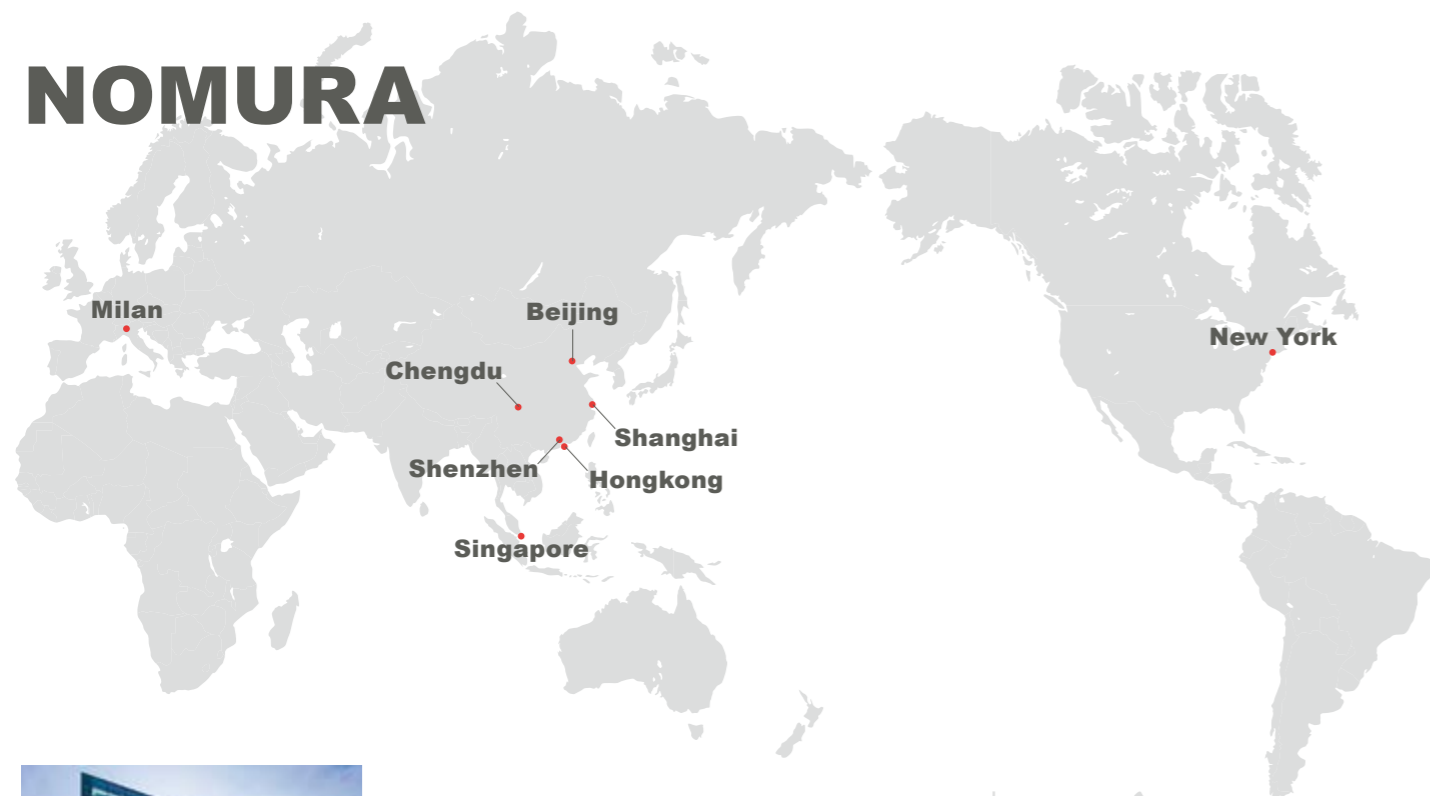 NOMURA
Milan
Beijing
New York
Chengdu
Shanghai
Shenzhen
Hongkong
Singapore